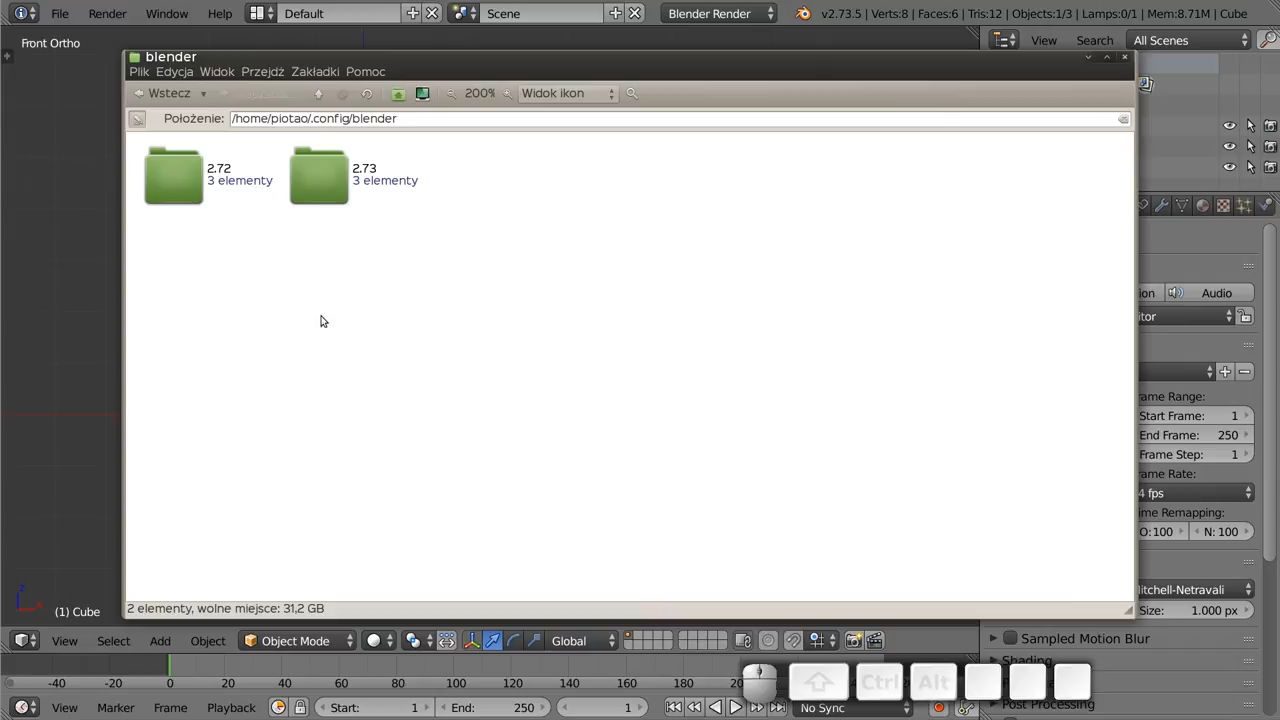 File Render Window Help Default Scene Blender Render v2.73.5 | Verts:8 | Faces:6 | Tris:12 | Objects:1/3 | Lamps:0/1 | Mem:8.71M | Cube
Front Ortho
View Search All Scenes
blender
Plik Edycja Widok Przejdź Zakładki Pomoc
Wstecz 200% Widok ikon
Położenie: /home/piotao/.config/blender
2.72
3 elementy
2.73
3 elementy
Audio
Frame Range:
Start Frame: 1
End Frame: 250
Frame Step: 1
Frame Rate:
fps
O:100 N: 100
Mitchell-Netravali
Size: 1.000 px
2 elementy, wolne miejsce: 31,2 GB
Z
(1) Cube
View Select Add Object Object Mode Global
Sampled Motion Blur
Shading
-40 -20 0 20 40 60 80 100 120 140 160 180
Ctrl Alt
View Marker Frame Playback Start: 1 End: 250 1 No Sync
Post Processing